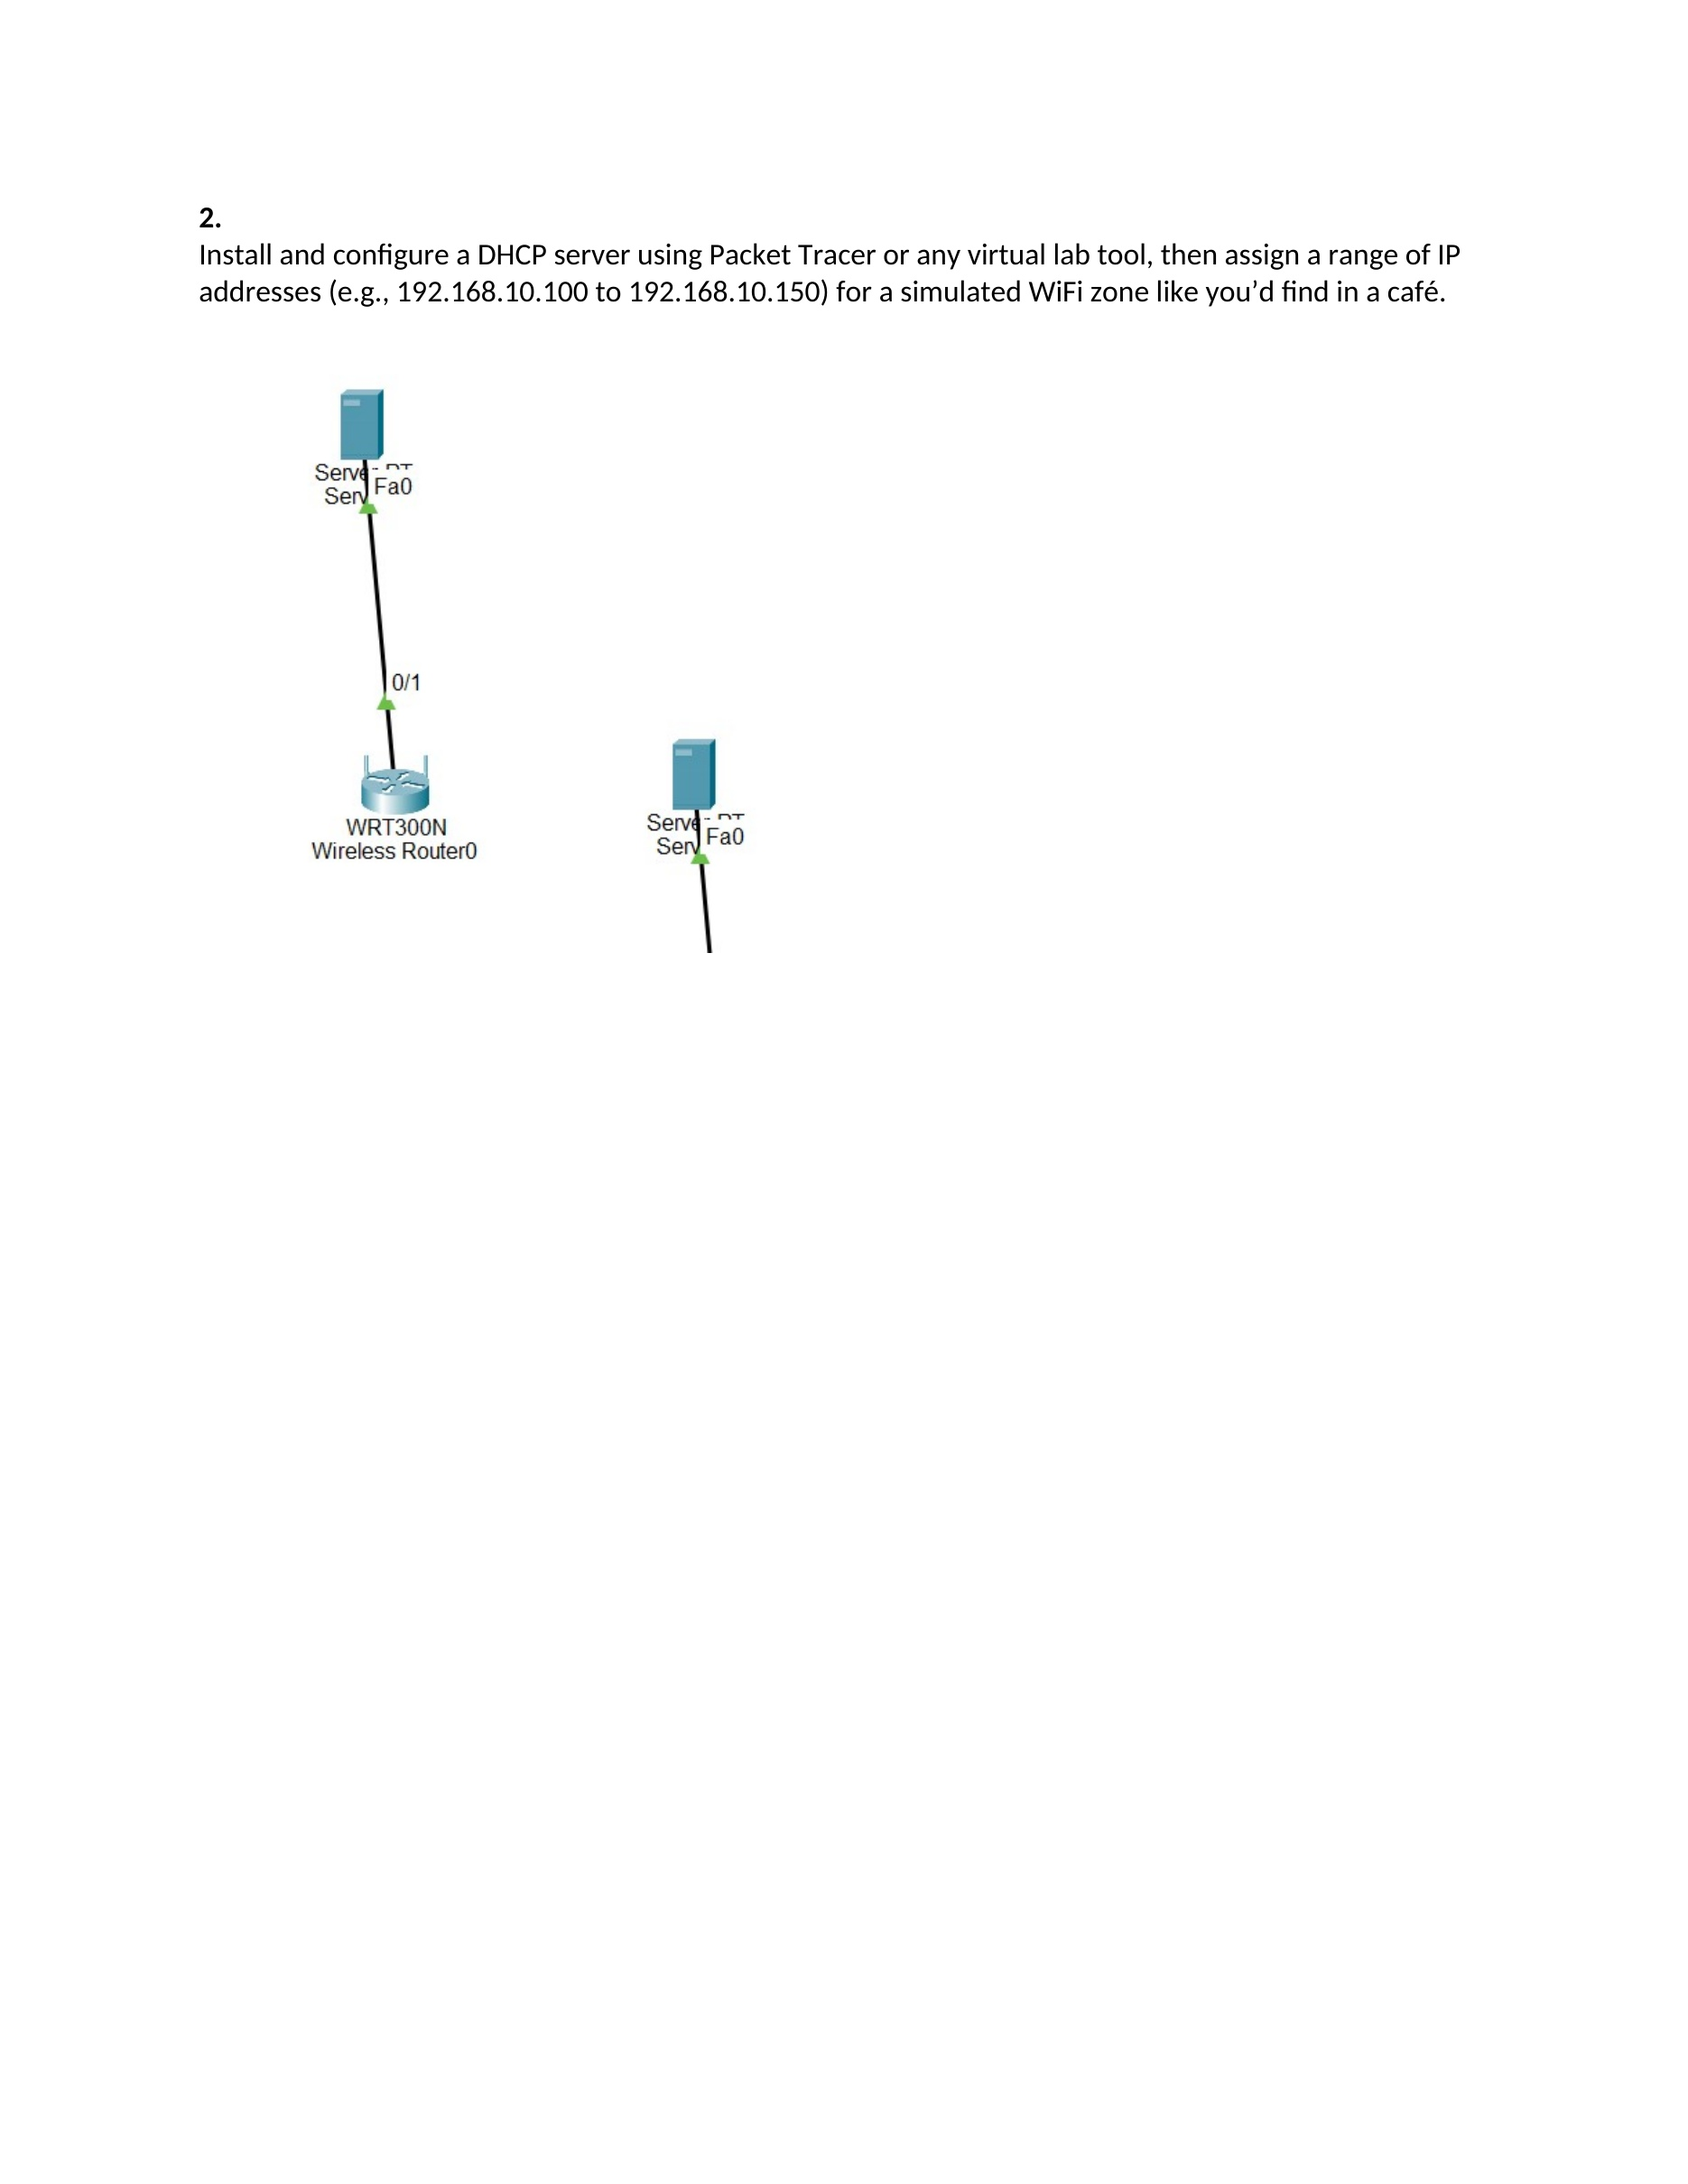 2.
Install and configure a DHCP server using Packet Tracer or any virtual lab tool, then assign a range of IP
addresses (e.g., 192.168.10.100 to 192.168.10.150) for a simulated WiFi zone like you’d find in a café.
Fa0
0/1
WRT300N
Wireless Router0
Fa0